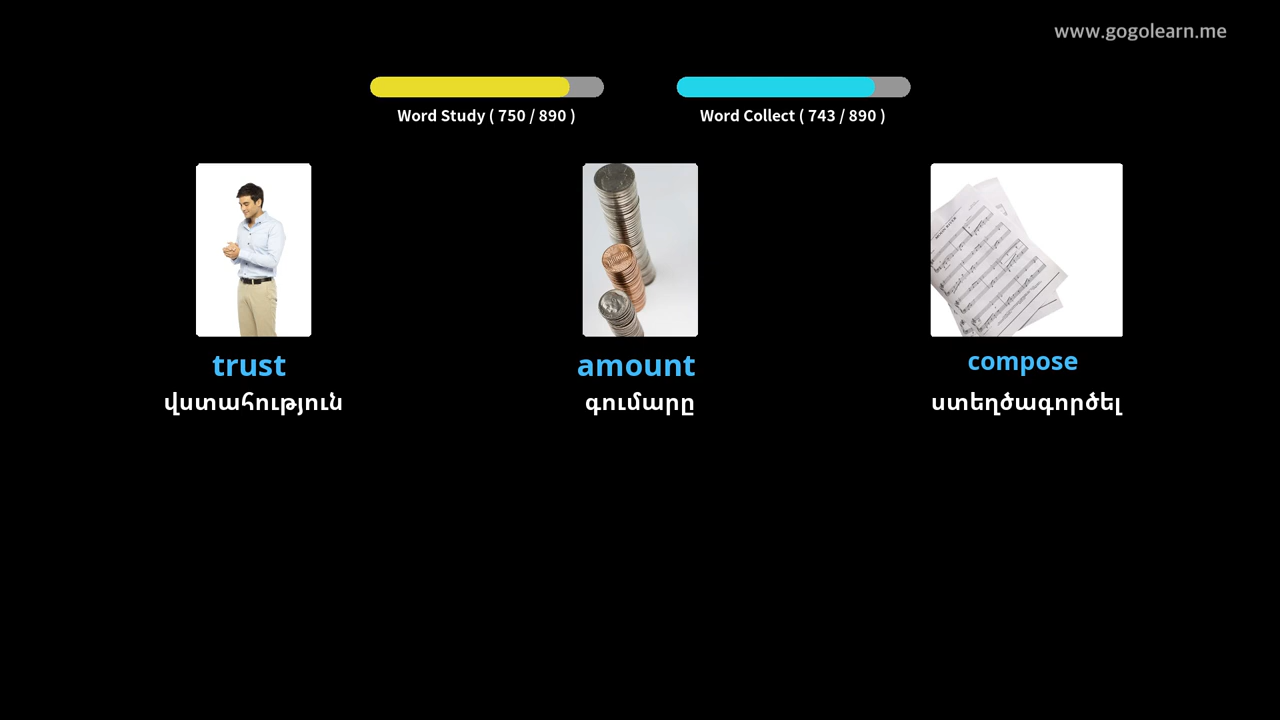 www.gogolearn.me
Word Study ( 750 / 890 )
Word Collect ( 743 / 890 )
trust
վստահություն
amount
գումարը
compose
ստեղծագործել